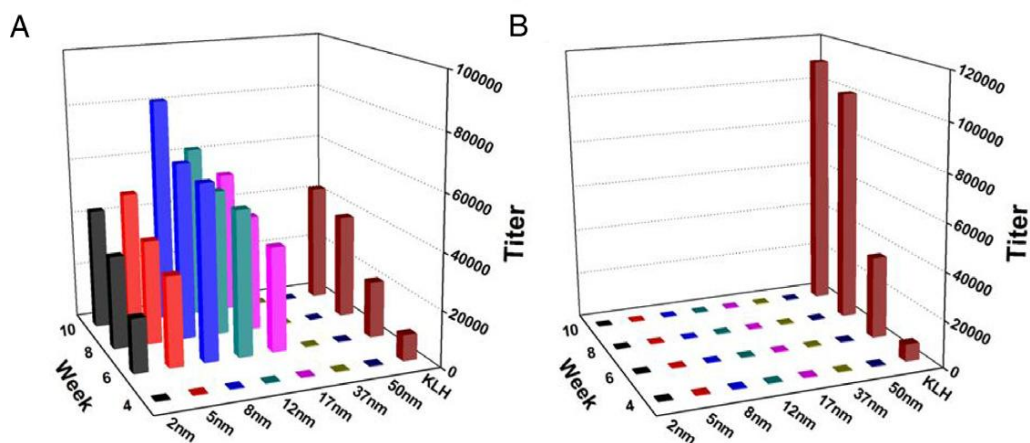 A
100000
80000
60000
40000
20000
0
Titer
10
8
6
4
Week
2nm
5nm
8nm
12nm
17nm
37nm
50nm
KLH
B
120000
100000
80000
60000
40000
20000
0
Titer
10
8
6
4
Week
2nm
5nm
8nm
12nm
17nm
37nm
50nm
KLH